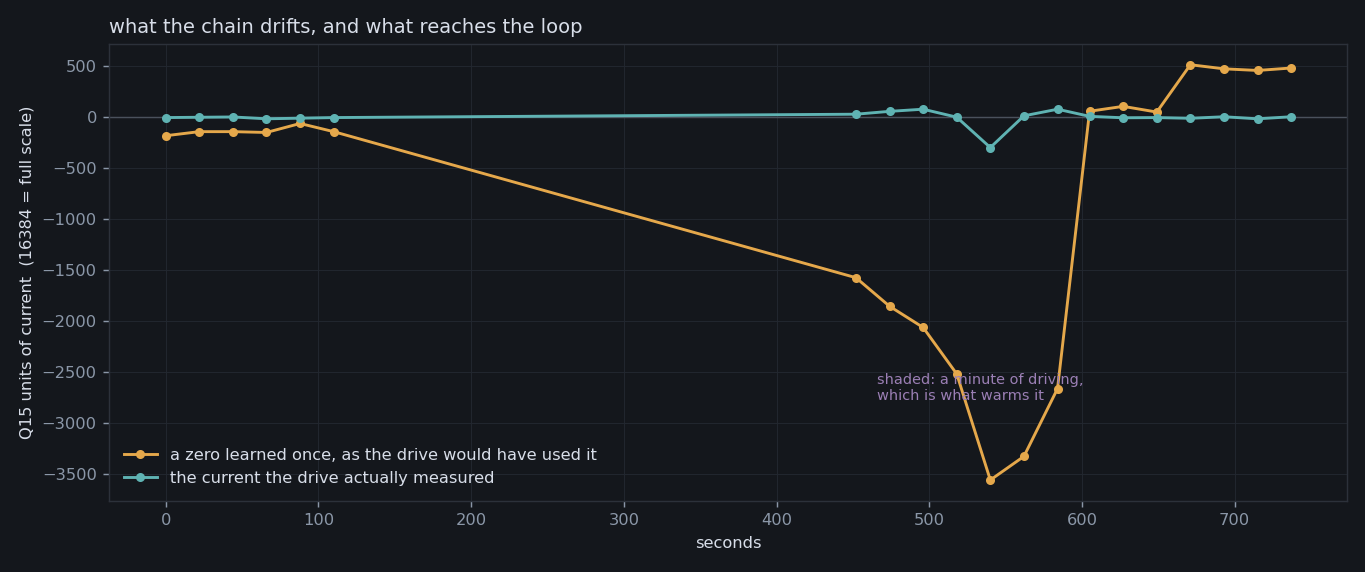 what the chain drifts, and what reaches the loop
Q15 units of current  (16384 = full scale)
500
0
−500
−1000
−1500
−2000
−2500
−3000
−3500
shaded: a minute of driving,
which is what warms it
a zero learned once, as the drive would have used it
the current the drive actually measured
0 100 200 300 400 500 600 700
seconds